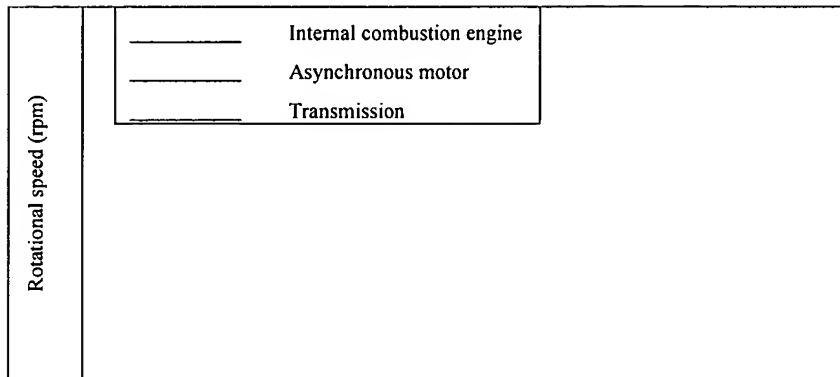 Internal combustion engine
Asynchronous motor
Transmission
Rotational speed (rpm)